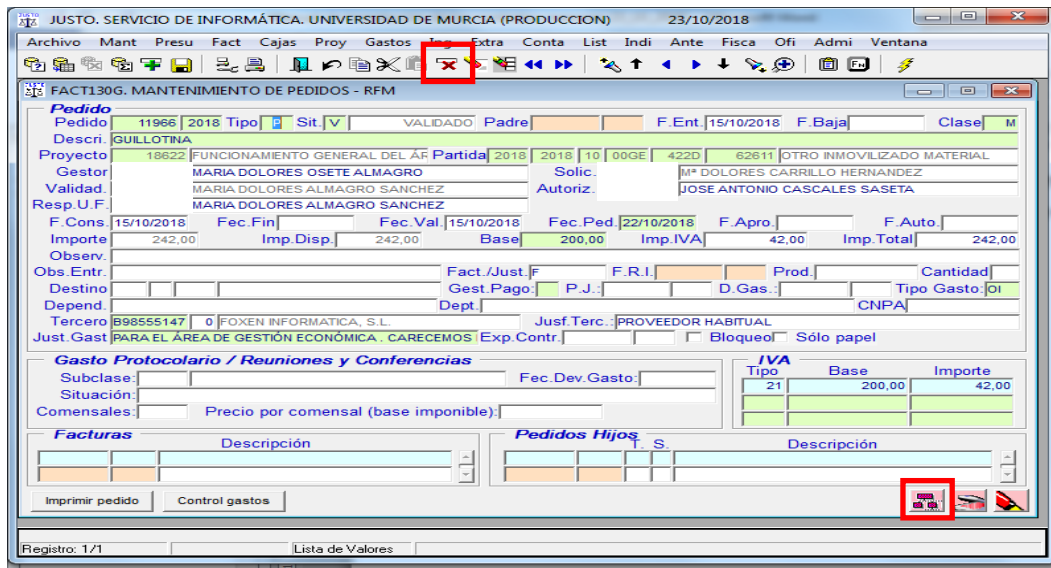 JUSTO. SERVICIO DE INFORMÁTICA. UNIVERSIDAD DE MURCIA (PRODUCCION) 23/10/2018
Archivo Mant Presu Fact Cajas Proy Gastos Ing Extra Conta List Indi Ante Fisca Ofi Admi Ventana
FACT130G. MANTENIMIENTO DE PEDIDOS - RFM
Pedido
Pedido 11966 2018 Tipo P Sit. V VALIDADO Padre F.Ent. 15/10/2018 F.Baja Clase M
Descri. GUILLOTINA
Proyecto 18622 FUNCIONAMIENTO GENERAL DEL ÁR Partida 2018 2018 10 00GE 422D 62611 OTRO INMOVILIZADO MATERIAL
Gestor MARIA DOLORES OSETE ALMAGRO Solic. Mª DOLORES CARRILLO HERNANDEZ
Validad. MARIA DOLORES ALMAGRO SANCHEZ Autoriz. JOSE ANTONIO CASCALES SASETA
Resp.U.F. MARIA DOLORES ALMAGRO SANCHEZ
F.Cons. 15/10/2018 Fec.Fin Fec.Val. 15/10/2018 Fec.Ped. 22/10/2018 F.Apro. F.Auto.
Importe 242,00 Imp.Disp. 242,00 Base 200,00 Imp.IVA 42,00 Imp.Total 242,00
Observ.
Obs.Entr. Fact./Just. F F.R.I. Prod. Cantidad
Destino Gest.Pago: P.J.: D.Gas.: Tipo Gasto: OI
Depend. Dept. CNPA
Tercero B98555147 0 FOXEN INFORMATICA, S.L. Jusf.Terc.: PROVEEDOR HABITUAL
Just.Gast PARA EL ÁREA DE GESTIÓN ECONÓMICA . CARECEMOS Exp.Contr. Bloqueo Sólo papel
Gasto Protocolario / Reuniones y Conferencias IVA
Subclase: Fec.Dev.Gasto: Tipo Base Importe
Situación: 21 200,00 42,00
Comensales: Precio por comensal (base imponible):
Facturas Pedidos Hijos
Descripción T. S. Descripción
Imprimir pedido Control gastos
Registro: 1/1 Lista de Valores